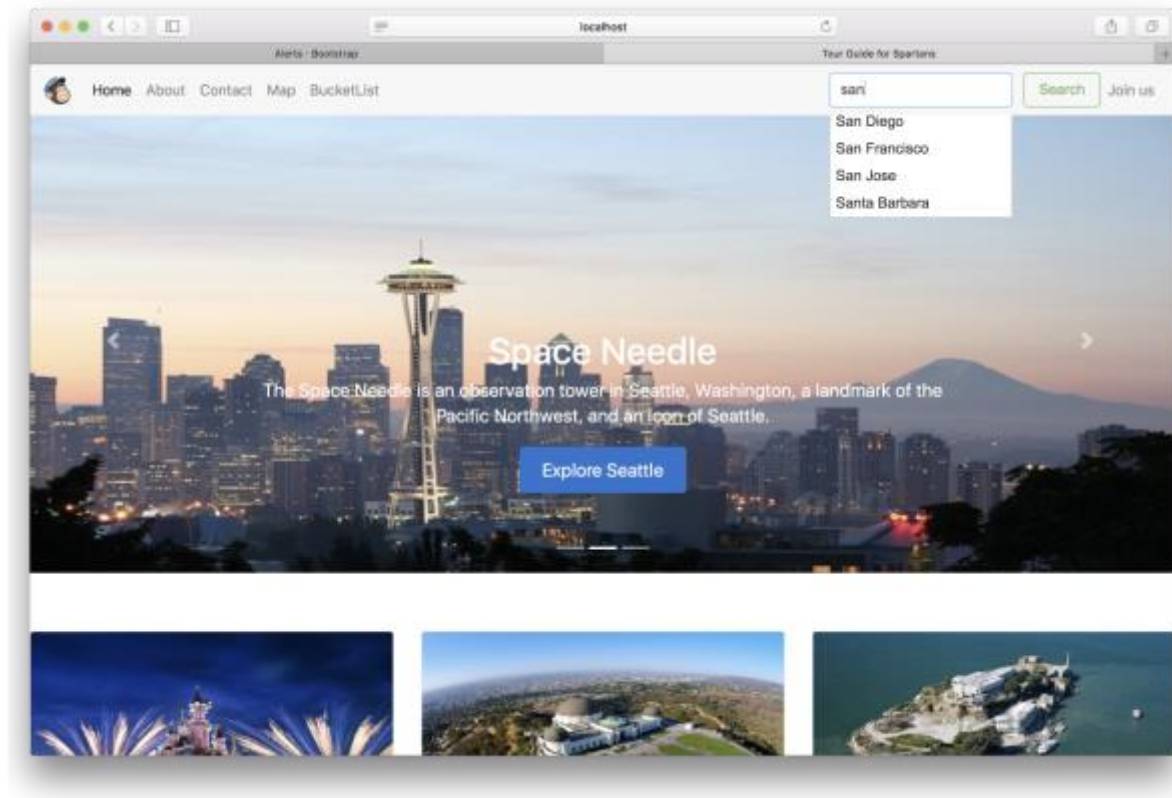 localhost
Alerts · Bootstrap
Tour Guide for Spartans
Home About Contact Map BucketList
san
Search
Join us
San Diego
San Francisco
San Jose
Santa Barbara
Space Needle
The Space Needle is an observation tower in Seattle, Washington, a landmark of the
Pacific Northwest, and an icon of Seattle.
Explore Seattle